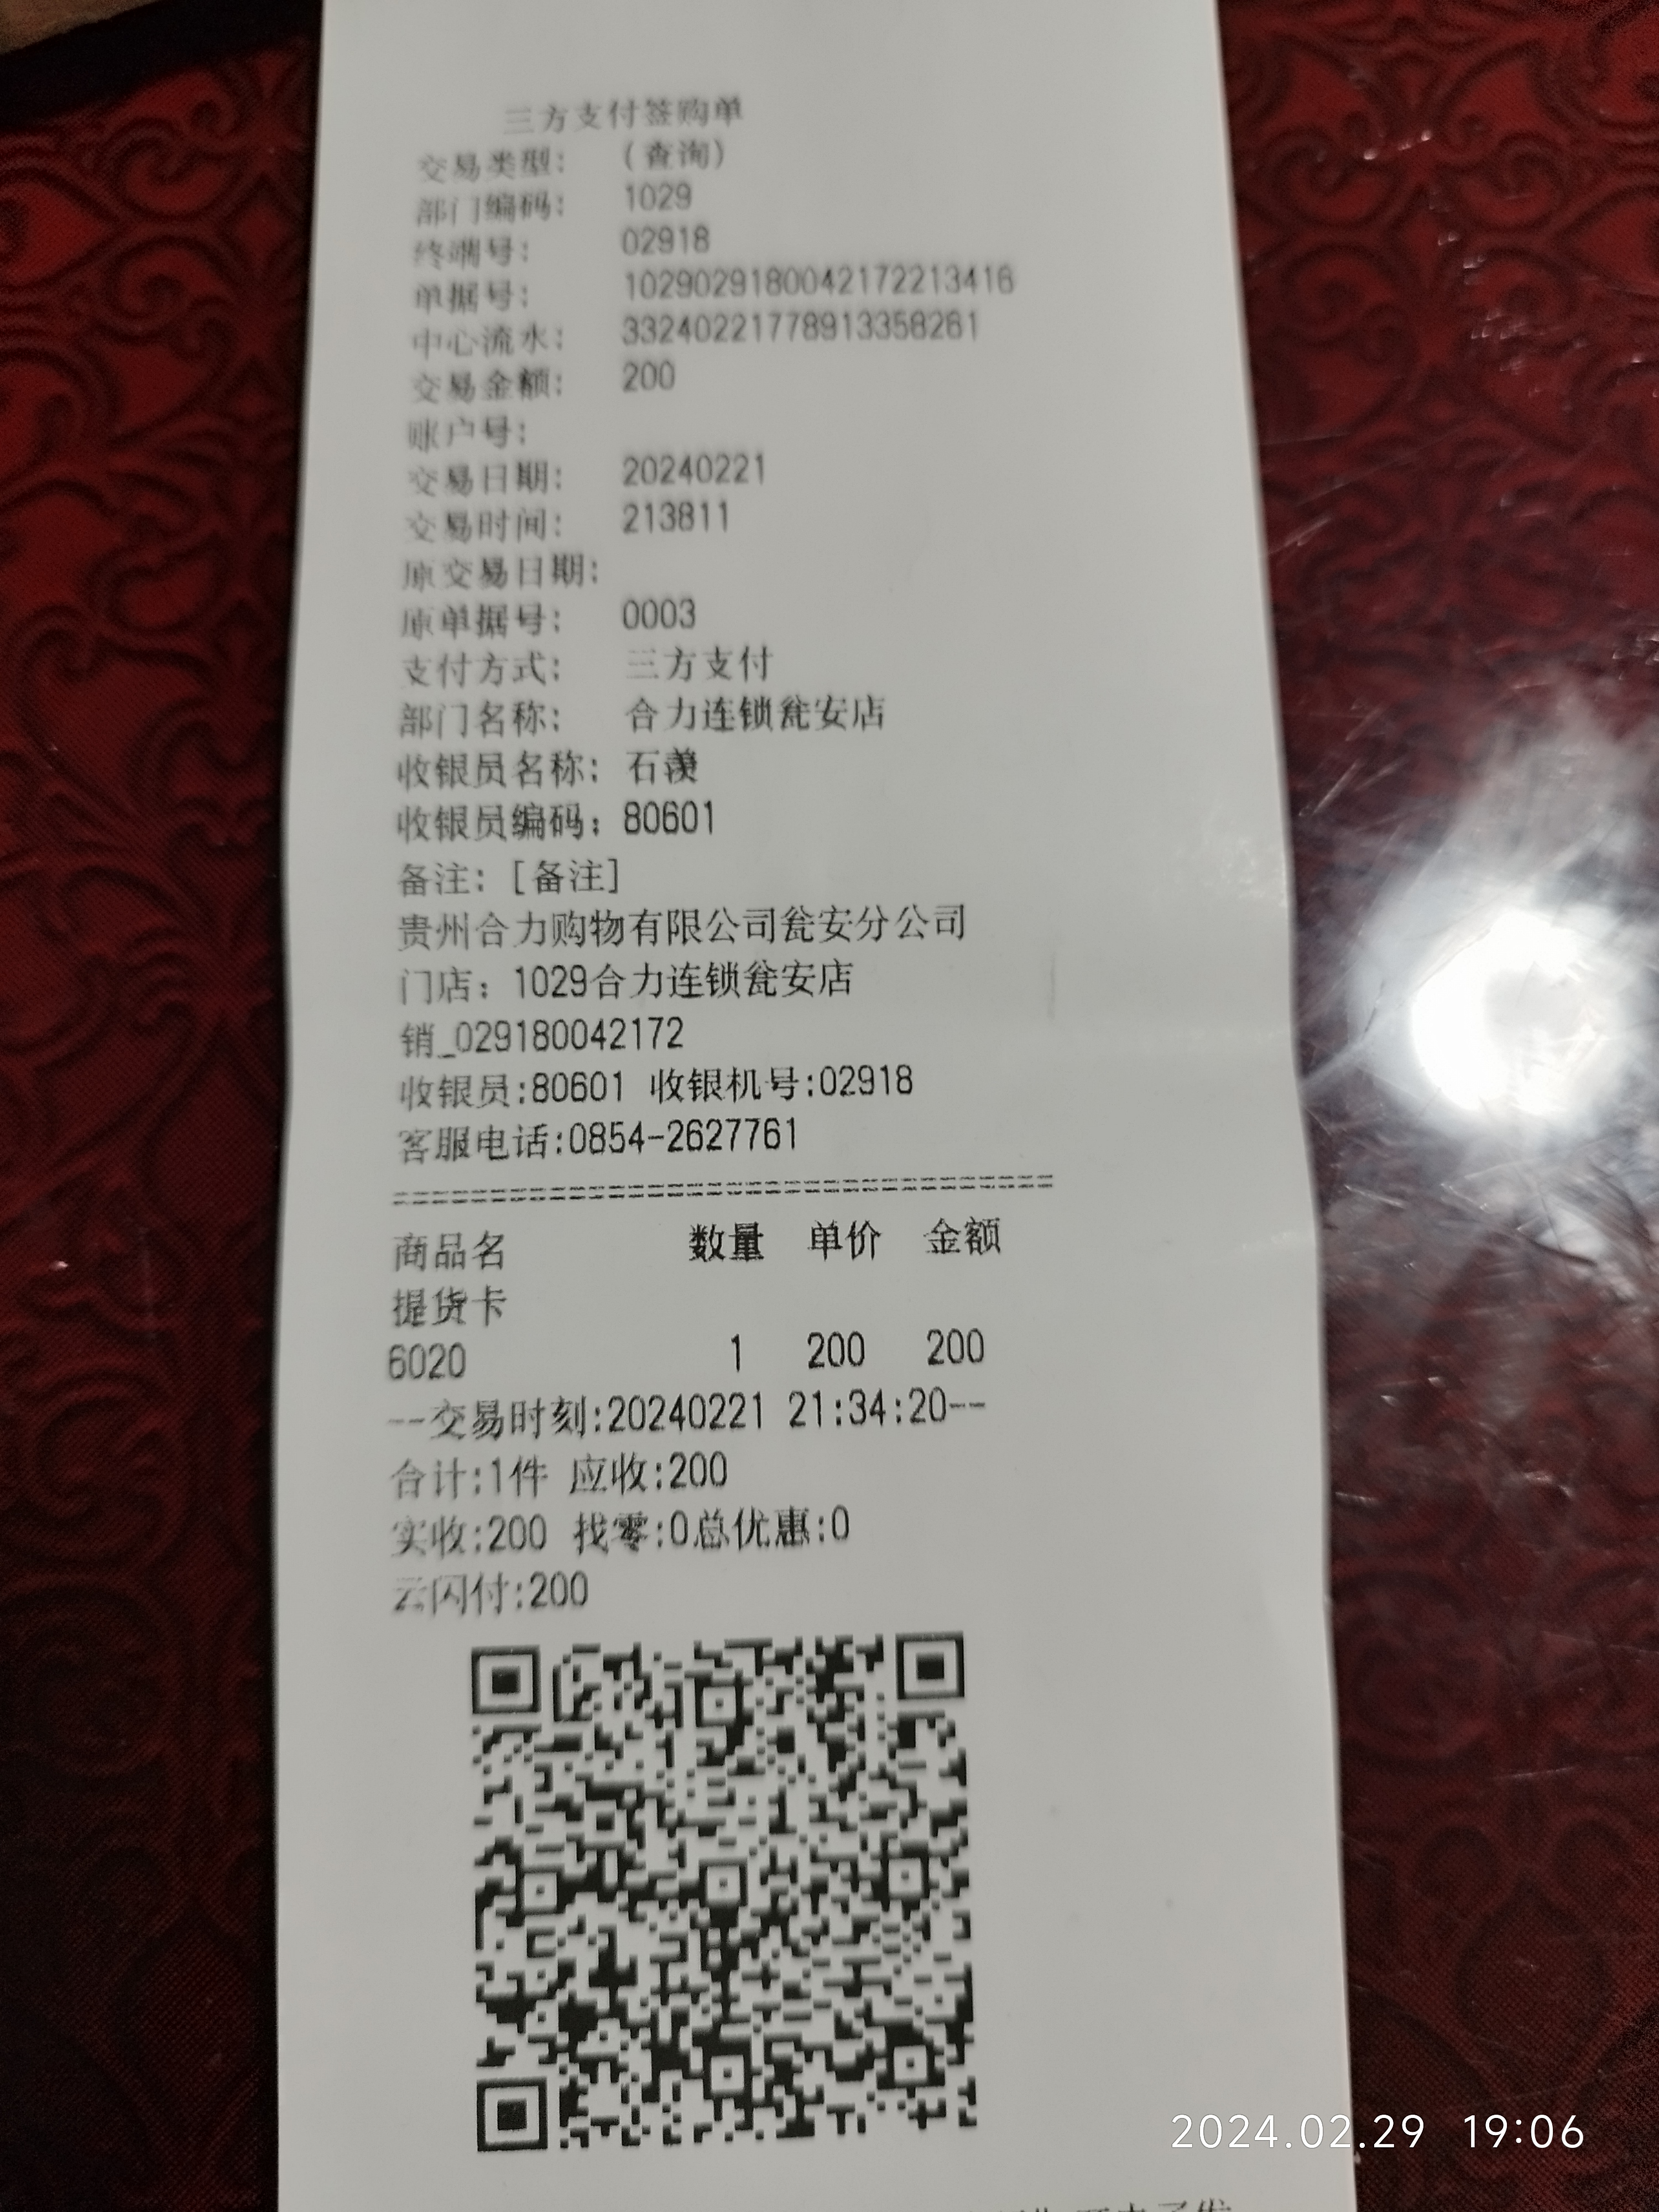 三方支付签购单
交易类型: (查询)
部门编码: 1029
终端号: 02918
单据号: 1029029180042172213416
中心流水: 33240221778913358261
交易金额: 200
账户号:
交易日期: 20240221
交易时间: 213811
原交易日期:
原单据号: 0003
支付方式: 三方支付
部门名称: 合力连锁瓮安店
收银员名称: 石羙
收银员编码: 80601
备注: [备注]
贵州合力购物有限公司瓮安分公司
门店: 1029合力连锁瓮安店
销_029180042172
收银员:80601 收银机号:02918
客服电话:0854-2627761
商品名 数量 单价 金额
提货卡
6020 1 200 200
--交易时刻:20240221 21:34:20--
合计:1件 应收:200
实收:200 找零:0总优惠:0
云闪付:200
2024.02.29 19:06